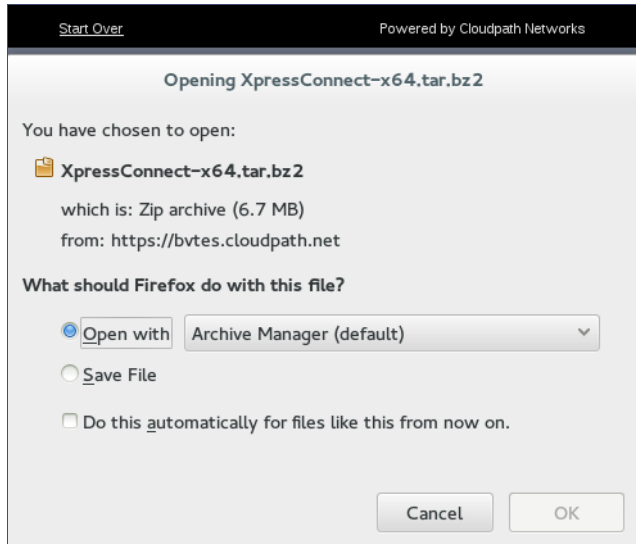 Start Over Powered by Cloudpath Networks
Opening XpressConnect-x64.tar.bz2
You have chosen to open:
XpressConnect-x64.tar.bz2
which is: Zip archive (6.7 MB)
from: https://bvtes.cloudpath.net
What should Firefox do with this file?
Open with Archive Manager (default)
Save File
Do this automatically for files like this from now on.
Cancel OK